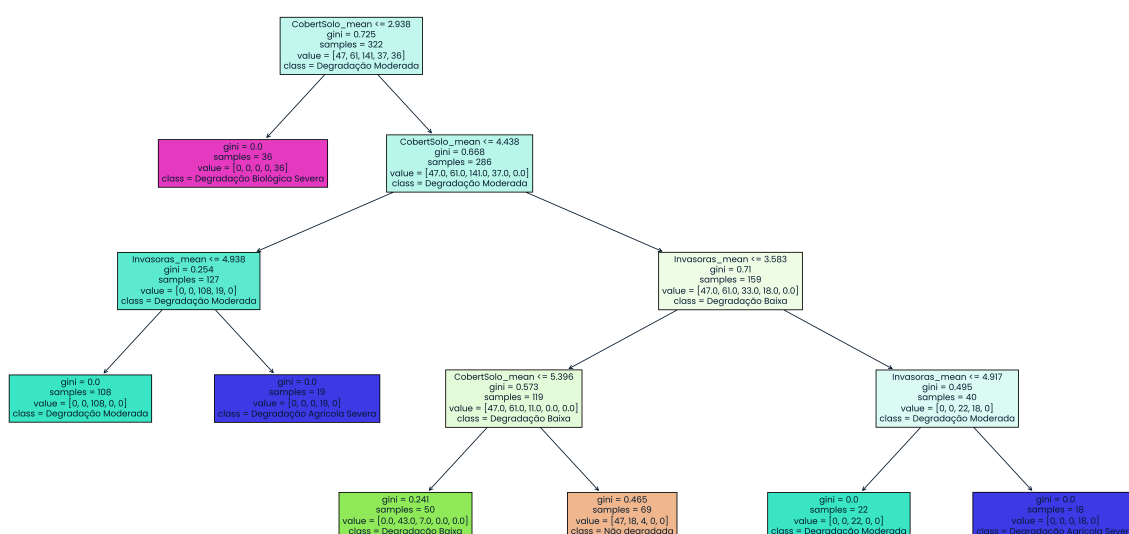 CobertSolo_mean <= 2.938
gini = 0.725
samples = 322
value = [47, 61, 141, 37, 36]
class = Degradação Moderada
gini = 0.0
samples = 36
value = [0, 0, 0, 0, 36]
class = Degradação Biológica Severa
CobertSolo_mean <= 4.438
gini = 0.668
samples = 286
value = [47.0, 61.0, 141.0, 37.0, 0.0]
class = Degradação Moderada
Invasoras_mean <= 4.938
gini = 0.254
samples = 127
value = [0, 0, 108, 19, 0]
class = Degradação Moderada
Invasoras_mean <= 3.583
gini = 0.71
samples = 159
value = [47.0, 61.0, 33.0, 18.0, 0.0]
class = Degradação Baixa
gini = 0.0
samples = 108
value = [0, 0, 108, 0, 0]
class = Degradação Moderada
gini = 0.0
samples = 19
value = [0, 0, 0, 19, 0]
class = Degradação Agrícola Severa
CobertSolo_mean <= 5.396
gini = 0.573
samples = 119
value = [47.0, 61.0, 11.0, 0.0, 0.0]
class = Degradação Baixa
Invasoras_mean <= 4.917
gini = 0.495
samples = 40
value = [0, 0, 22, 18, 0]
class = Degradação Moderada
gini = 0.241
samples = 50
value = [0.0, 43.0, 7.0, 0.0, 0.0]
class = Degradação Baixa
gini = 0.465
samples = 69
value = [47, 18, 4, 0, 0]
class = Não degradada
gini = 0.0
samples = 22
value = [0, 0, 22, 0, 0]
class = Degradação Moderada
gini = 0.0
samples = 18
value = [0, 0, 0, 18, 0]
class = Degradação Agrícola Sever